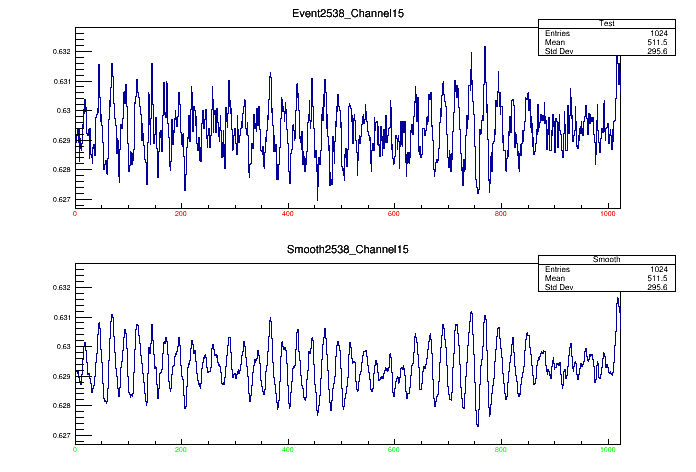 Event2538_Channel15
Test
Entries 1024
Mean 511.5
Std Dev 295.6
0.632
0.631
0.63
0.629
0.628
0.627
0 200 400 600 800 1000
Smooth2538_Channel15
Smooth
Entries 1024
Mean 511.5
Std Dev 295.6
0.632
0.631
0.63
0.629
0.628
0.627
0 200 400 600 800 1000